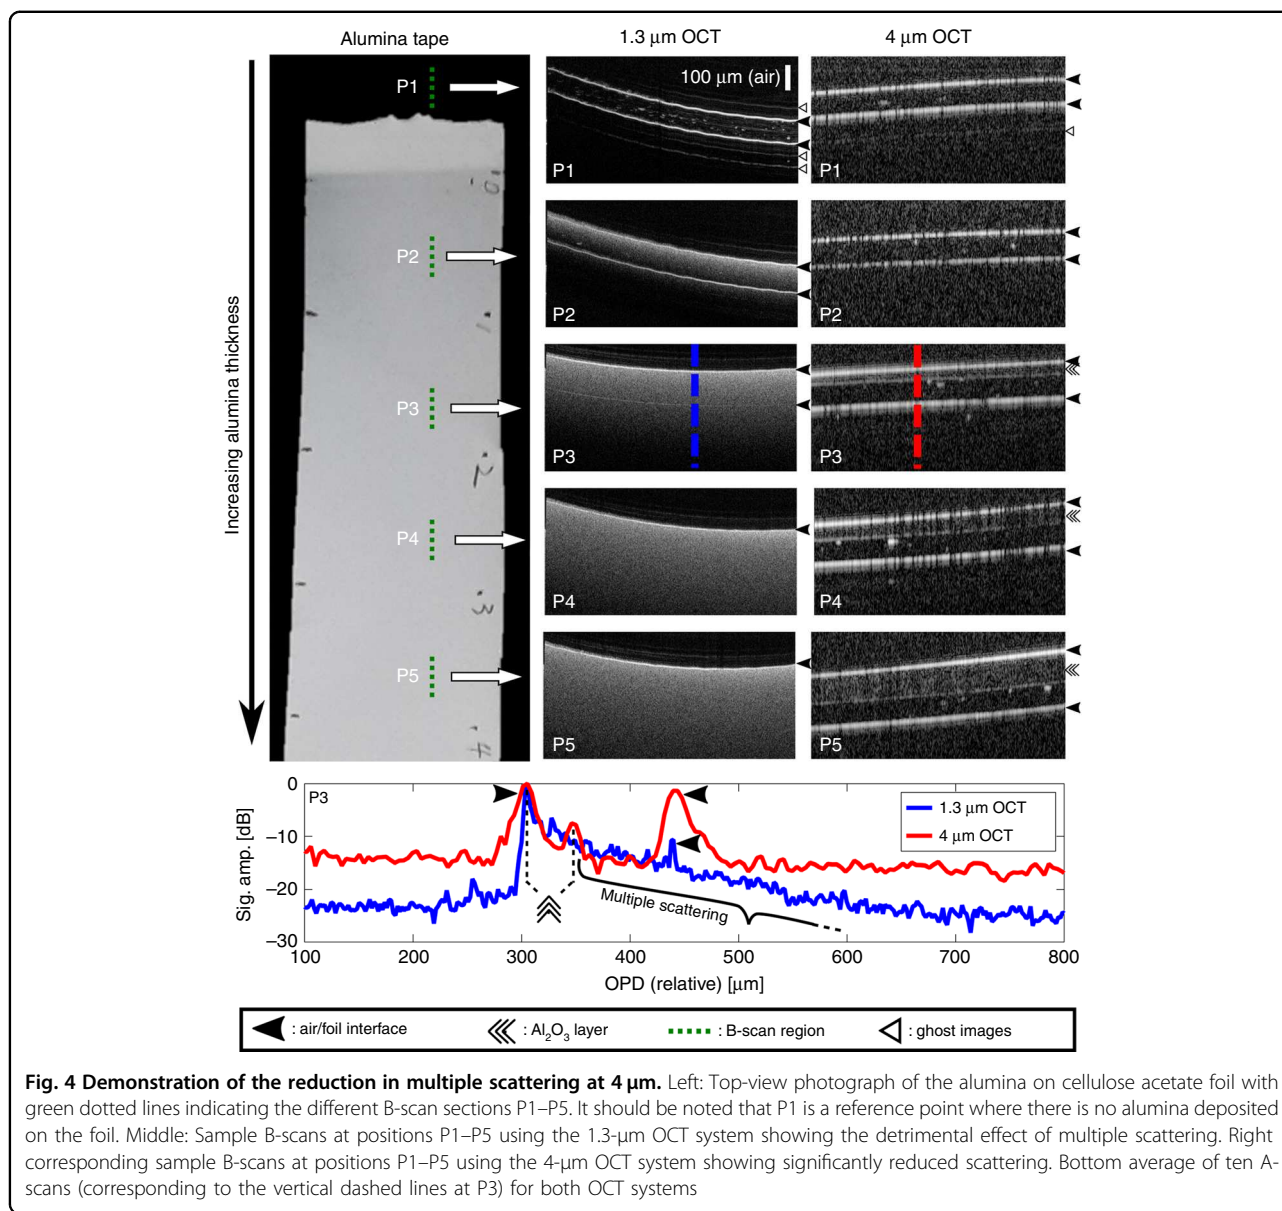 Alumina tape
1.3 μm OCT
4 μm OCT
Increasing alumina thickness
P1
P2
P3
P4
P5
0
1
2
3
4
100 μm (air)
P1
P1
P2
P2
P3
P3
P4
P4
P5
P5
P3
1.3 μm OCT
4 μm OCT
Multiple scattering
Sig. amp. [dB]
0
−10
−20
−30
100
200
300
400
500
600
700
800
OPD (relative) [μm]
: air/foil interface
: Al₂O₃ layer
: B-scan region
: ghost images
Fig. 4 Demonstration of the reduction in multiple scattering at 4 μm. Left: Top-view photograph of the alumina on cellulose acetate foil with
green dotted lines indicating the different B-scan sections P1–P5. It should be noted that P1 is a reference point where there is no alumina deposited
on the foil. Middle: Sample B-scans at positions P1–P5 using the 1.3-μm OCT system showing the detrimental effect of multiple scattering. Right
corresponding sample B-scans at positions P1–P5 using the 4-μm OCT system showing significantly reduced scattering. Bottom average of ten A-
scans (corresponding to the vertical dashed lines at P3) for both OCT systems